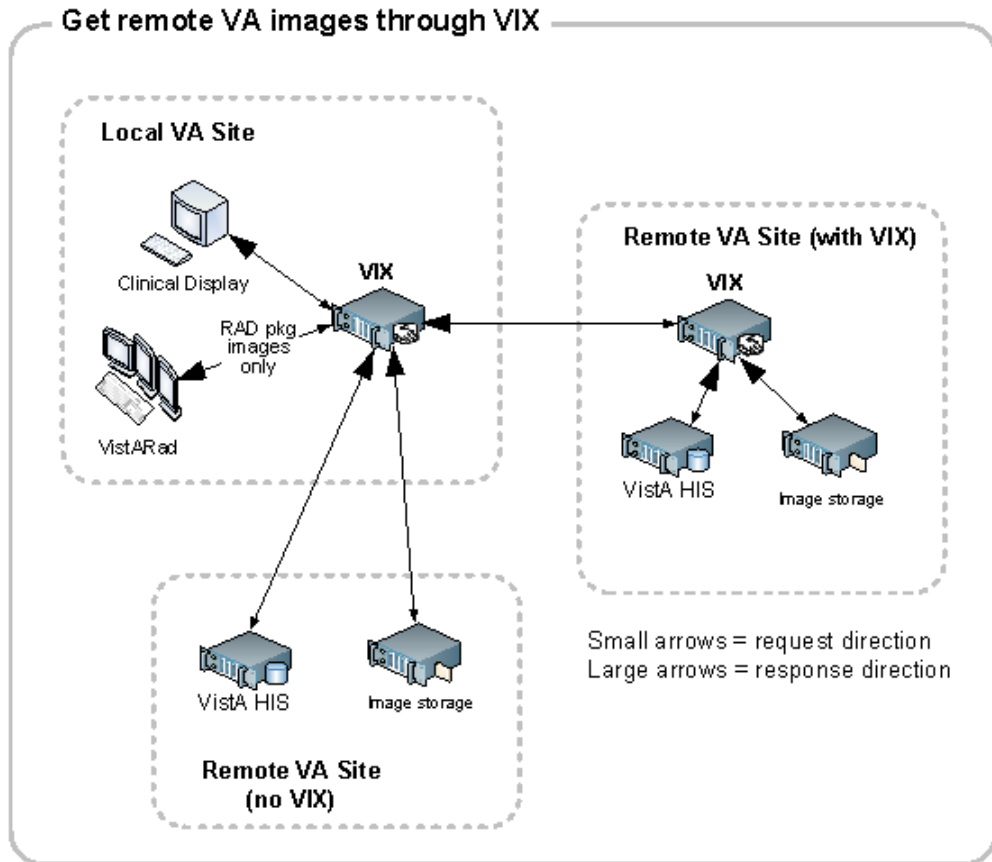 Get remote VA images through VIX
Local VA Site
Clinical Display
VIX
RAD pkg
images
only
VistARad
Remote VA Site (with VIX)
VIX
VistA HIS
Image storage
VistA HIS
Image storage
Remote VA Site
(no VIX)
Small arrows = request direction
Large arrows = response direction